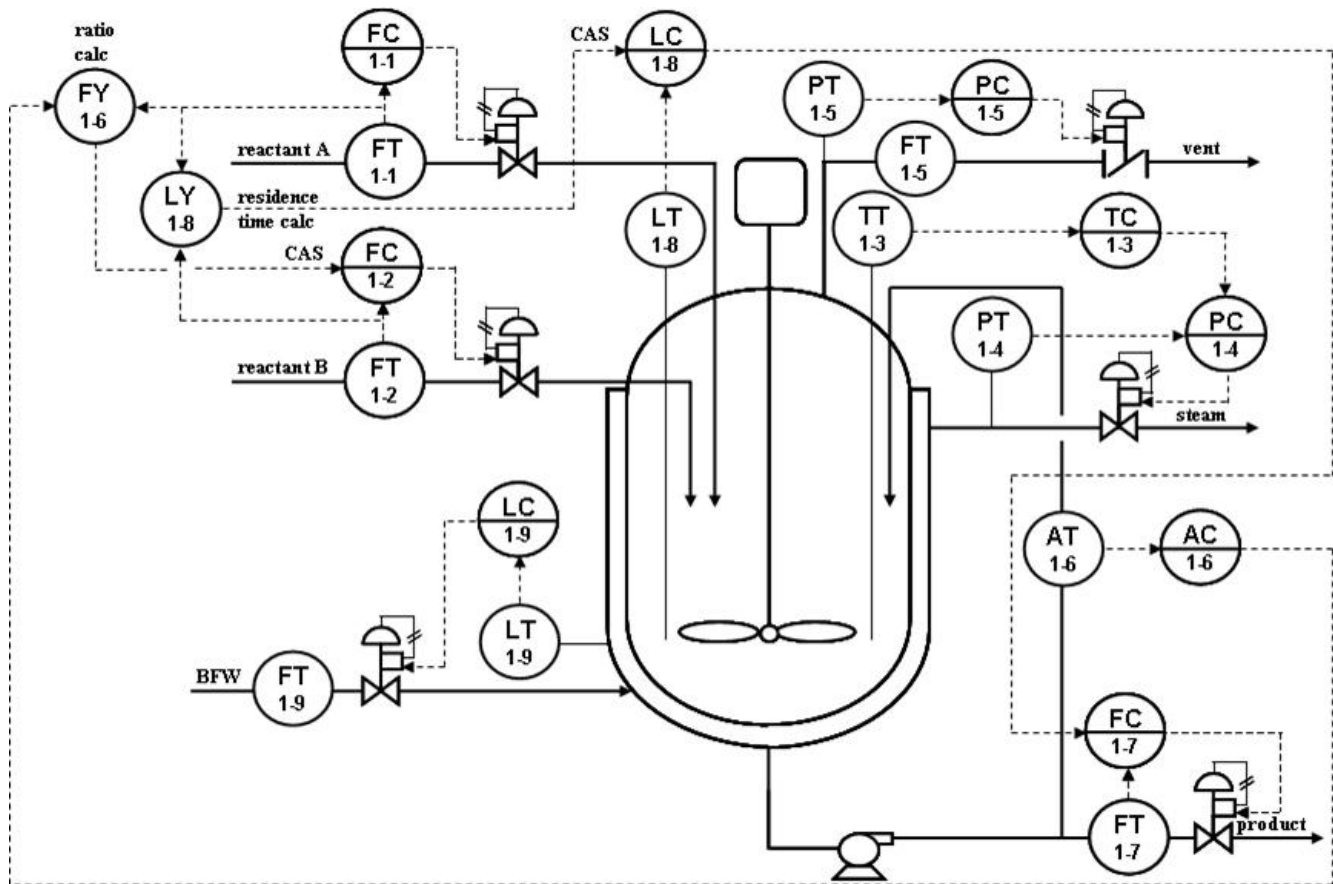 ratio
calc
FY
1-6
FC
1-1
CAS
LC
1-8
PT
1-5
PC
1-5
reactant A
FT
1-1
FT
1-5
vent
LY
1-8
residence
time calc
LT
1-8
TT
1-3
TC
1-3
CAS
FC
1-2
PT
1-4
PC
1-4
reactant B
FT
1-2
steam
LC
1-9
AT
1-6
AC
1-6
LT
1-9
BFW
FT
1-9
FC
1-7
FT
1-7
product